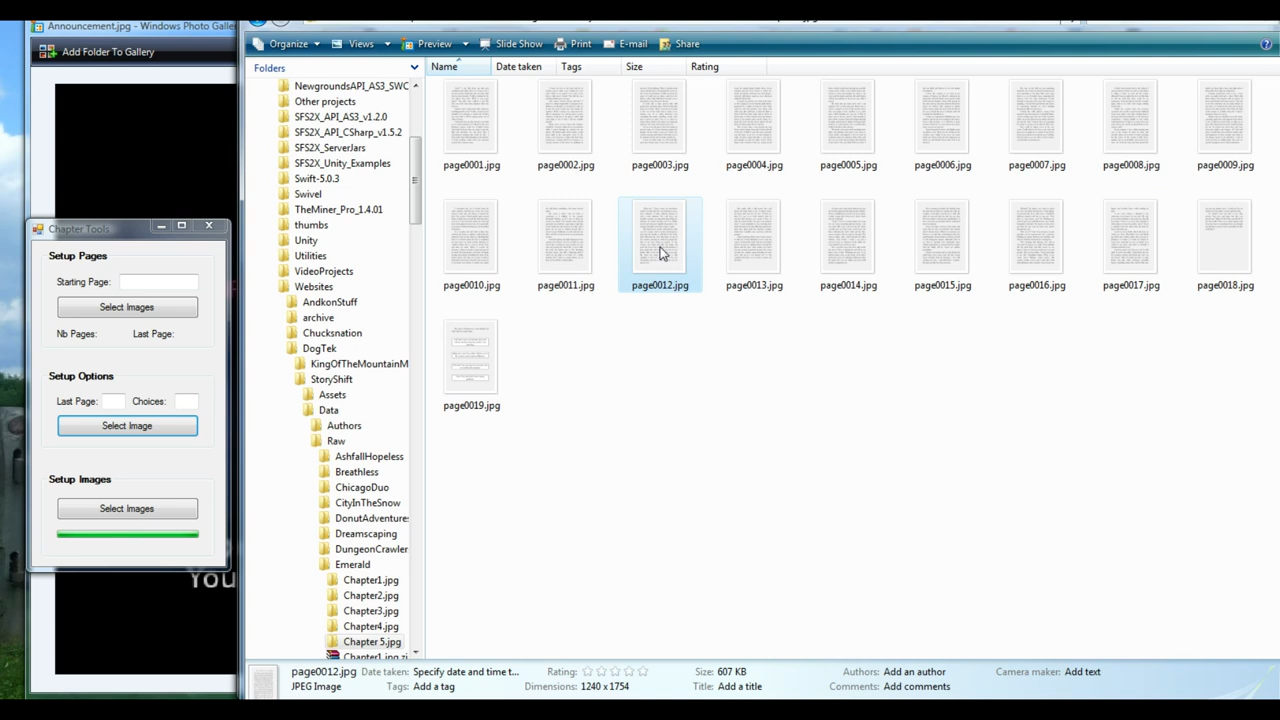 Announcement.jpg - Windows Photo Galle
Add Folder To Gallery
Organize
Views
Preview
Slide Show
Print
E-mail
Share
Folders
Name
Date taken
Tags
Size
Rating
NewgroundsAPI_AS3_SWC
Other projects
SFS2X_API_AS3_v1.2.0
SFS2X_API_CSharp_v1.5.2
SFS2X_ServerJars
SFS2X_Unity_Examples
Swift-5.0.3
Swivel
TheMiner_Pro_1.4.01
thumbs
Unity
Utilities
VideoProjects
Websites
AndkonStuff
archive
Chucksnation
DogTek
KingOfTheMountainM
StoryShift
Assets
Data
Authors
Raw
AshfallHopeless
Breathless
ChicagoDuo
CityInTheSnow
DonutAdventure
Dreamscaping
DungeonCrawler
Emerald
Chapter1.jpg
Chapter2.jpg
Chapter3.jpg
Chapter4.jpg
Chapter 5.jpg
Chapter1.jpg.zi
page0001.jpg
page0002.jpg
page0003.jpg
page0004.jpg
page0005.jpg
page0006.jpg
page0007.jpg
page0008.jpg
page0009.jpg
page0010.jpg
page0011.jpg
page0012.jpg
page0013.jpg
page0014.jpg
page0015.jpg
page0016.jpg
page0017.jpg
page0018.jpg
page0019.jpg
Chapter Tools
Setup Pages
Starting Page:
Select Images
Nb Pages: Last Page:
Setup Options
Last Page: Choices:
Select Image
Setup Images
Select Images
You
page0012.jpg Date taken: Specify date and time t... Rating: Size: 607 KB Authors: Add an author Camera maker: Add text
JPEG Image Tags: Add a tag Dimensions: 1240 x 1754 Title: Add a title Comments: Add comments